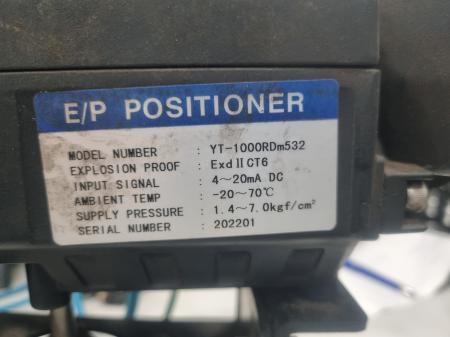 E/P POSITIONER
MODEL NUMBER : YT-1000RDm532
EXPLOSION PROOF : Exd II CT6
INPUT SIGNAL : 4~20mA DC
AMBIENT TEMP : -20~70℃
SUPPLY PRESSURE : 1.4~7.0kgf/cm²
SERIAL NUMBER : 202201